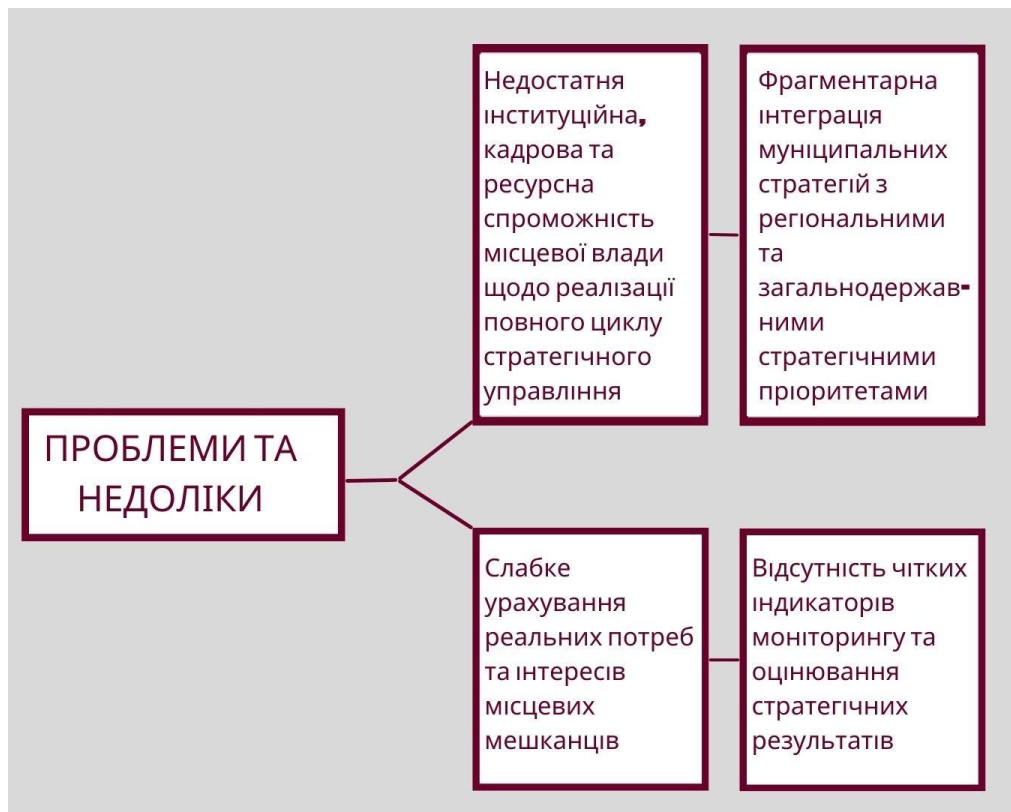 ПРОБЛЕМИ ТА
НЕДОЛІКИ
Недостатня
інституційна,
кадрова та
ресурсна
спроможність
місцевої влади
щодо реалізації
повного циклу
стратегічного
управління
Фрагментарна
інтеграція
муніципальних
стратегій з
регіональними
та
загальнодержав-
ними
стратегічними
пріоритетами
Слабке
урахування
реальних потреб
та інтересів
місцевих
мешканців
Відсутність чітких
індикаторів
моніторингу та
оцінювання
стратегічних
результатів